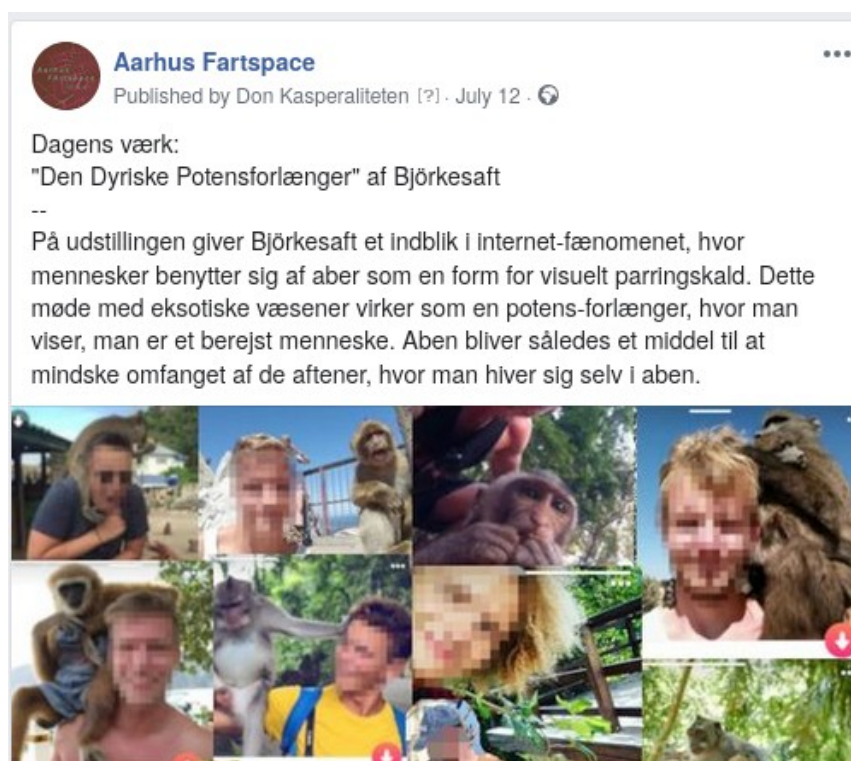 Aarhus Fartspace
Published by Don Kasperaliteten [?] · July 12 ·
Dagens værk:
"Den Dyriske Potensforlænger" af Björkesaft
--
På udstillingen giver Björkesaft et indblik i internet-fænomenet, hvor
mennesker benytter sig af aber som en form for visuelt parringskald. Dette
møde med eksotiske væsener virker som en potens-forlænger, hvor man
viser, man er et berejst menneske. Aben bliver således et middel til at
mindske omfanget af de aftener, hvor man hiver sig selv i aben.